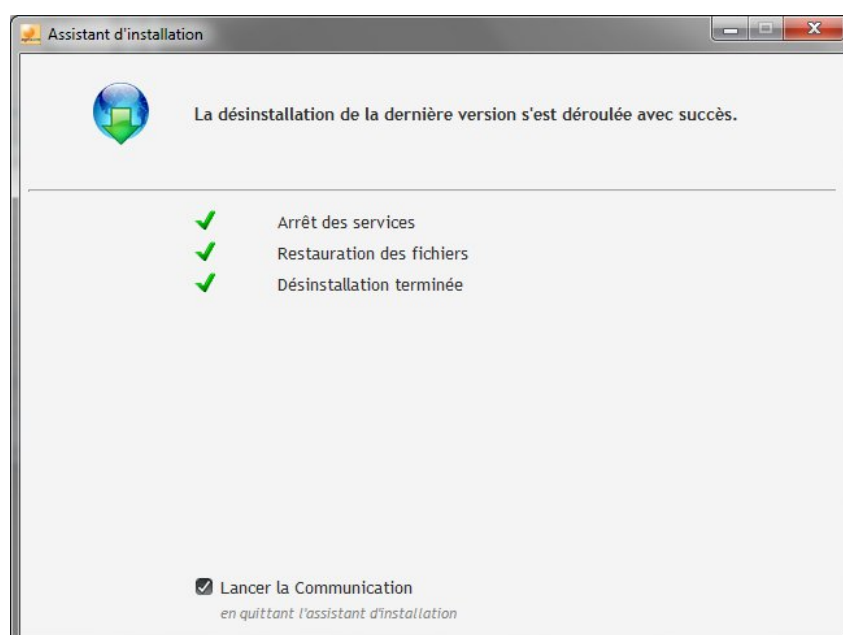 Assistant d'installation
La désinstallation de la dernière version s'est déroulée avec succès.
Arrêt des services
Restauration des fichiers
Désinstallation terminée
Lancer la Communication
en quittant l'assistant d'installation